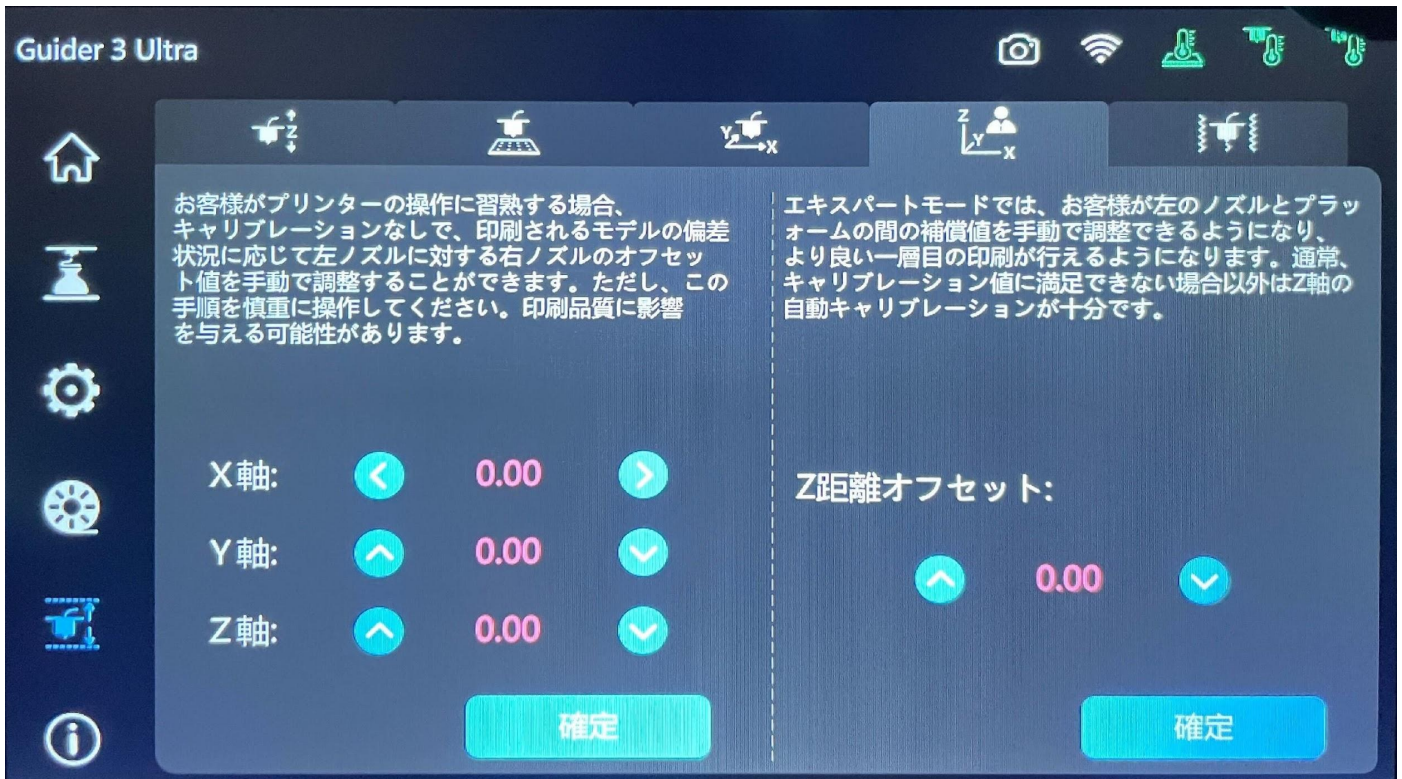 Guider 3 Ultra
お客様がプリンターの操作に習熟する場合、
キャリブレーションなしで、印刷されるモデルの偏差
状況に応じて左ノズルに対する右ノズルのオフセッ
ト値を手動で調整することができます。ただし、この
手順を慎重に操作してください。印刷品質に影響
を与える可能性があります。
X軸:
0.00
Y軸:
0.00
Z軸:
0.00
確定
エキスパートモードでは、お客様が左のノズルとプラッ
ォームの間の補償値を手動で調整できるようになり、
より良い一層目の印刷が行えるようになります。通常、
キャリブレーション値に満足できない場合以外はZ軸の
自動キャリブレーションが十分です。
Z距離オフセット:
0.00
確定
Z
Y
X
Z
Y
X